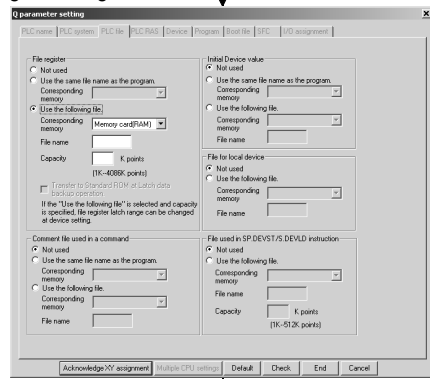 Q parameter setting
PLC name PLC system PLC file PLC RAS Device Program Boot file SFC I/O assignment
File register
Not used
Use the same file name as the program.
Corresponding
memory
Use the following file.
Corresponding
memory
Memory card(RAM)
File name
Capacity
K points
(1K--4086K points)
Transfer to Standard ROM at Latch data
backup operation
If the "Use the following file" is selected and capacity
is specified, file register latch range can be changed
at device setting.
Initial Device value
Not used
Use the same file name as the program.
Corresponding
memory
Use the following file.
Corresponding
memory
File name
File for local device
Not used
Use the following file.
Corresponding
memory
File name
Comment file used in a command
Not used
Use the same file name as the program.
Corresponding
memory
Use the following file.
Corresponding
memory
File name
File used in SP.DEVST/S.DEVLD instruction
Not used
Use the following file.
Corresponding
memory
File name
Capacity
K points
(1K--512K points)
Acknowledge XY assignment Multiple CPU settings Default Check End Cancel